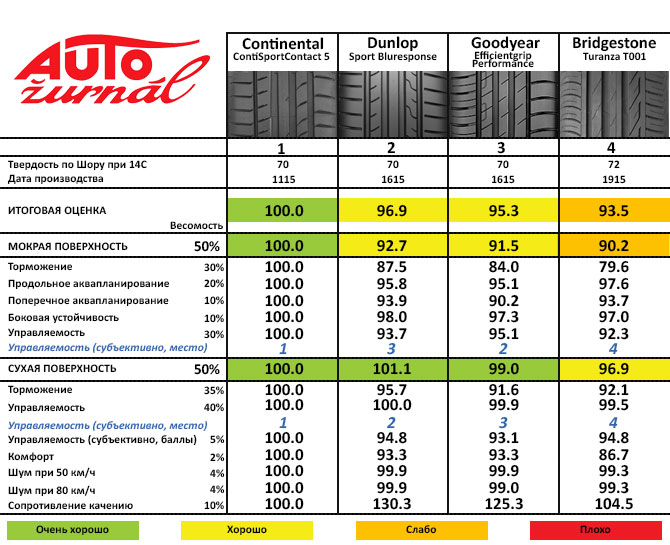 AUTO
žurnál
Continental
ContiSportContact 5
Dunlop
Sport Bluresponse
Goodyear
Efficientgrip
Performance
Bridgestone
Turanza T001
1 2 3 4
Твердость по Шору при 14С 70 70 70 72
Дата производства 1115 1615 1615 1915
ИТОГОВАЯ ОЦЕНКА 100.0 96.9 95.3 93.5
Весомость
МОКРАЯ ПОВЕРХНОСТЬ 50% 100.0 92.7 91.5 90.2
Торможение 30% 100.0 87.5 84.0 79.6
Продольное аквапланирование 20% 100.0 95.8 95.1 97.6
Поперечное аквапланирование 10% 100.0 93.9 90.2 93.7
Боковая устойчивость 10% 100.0 98.0 97.3 97.0
Управляемость 30% 100.0 93.7 95.1 92.3
Управляемость (субъективно, место) 1 3 2 4
СУХАЯ ПОВЕРХНОСТЬ 50% 100.0 101.1 99.0 96.9
Торможение 35% 100.0 95.7 91.6 92.1
Управляемость 40% 100.0 100.0 99.9 99.5
Управляемость (субъективно, место) 1 2 3 4
Управляемость (субъективно, баллы) 5% 100.0 94.8 93.1 94.8
Комфорт 2% 100.0 93.3 93.3 86.7
Шум при 50 км/ч 4% 100.0 99.9 99.9 99.3
Шум при 80 км/ч 4% 100.0 99.9 99.0 99.3
Сопротивление качению 10% 100.0 130.3 125.3 104.5
Очень хорошо Хорошо Слабо Плохо